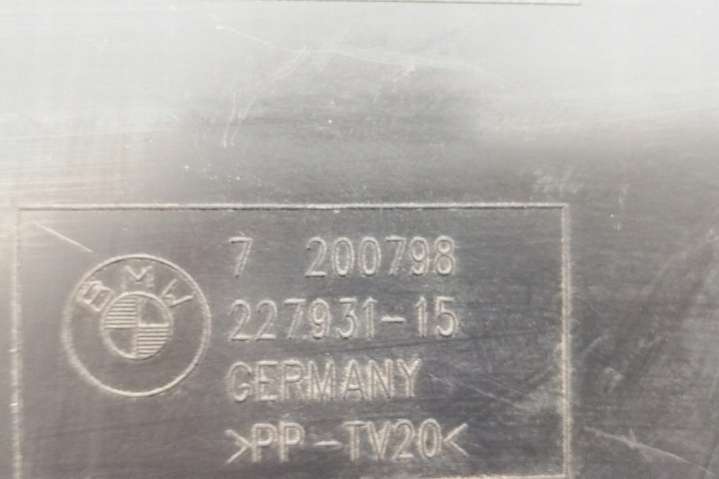 BMW
7 200798
227931-15
GERMANY
>PP-TV20<